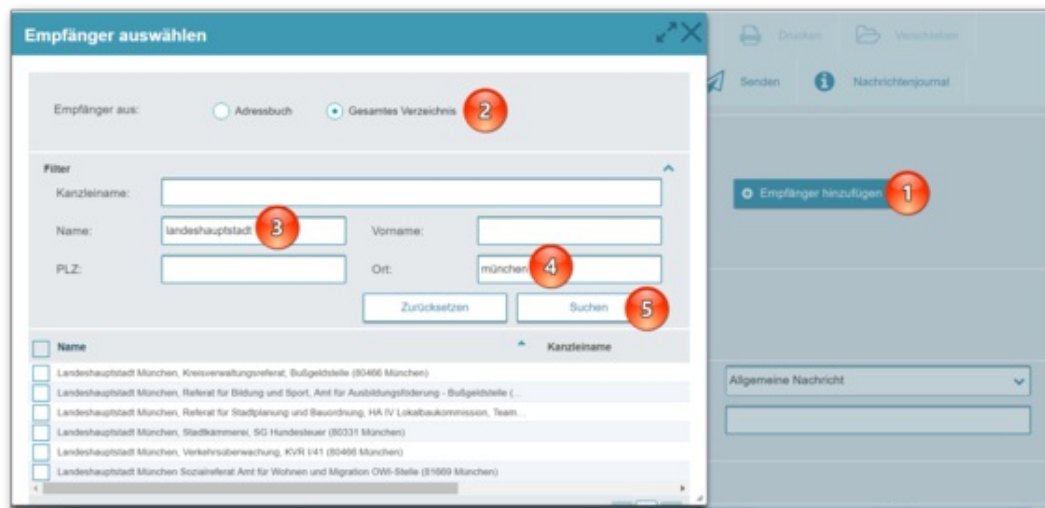 Empfänger auswählen
Drucken
Verarbeiten
Senden
Nachrichtenjournal
Empfänger aus:
Adressbuch
Gesamtes Verzeichnis
2
Filter
Kanzleiname:
Empfänger hinzufügen
1
Name:
landeshauptstadt
3
Vorname:
PLZ:
Ort:
münchen
4
Zurücksetzen
Suchen
5
Name
Kanzleiname
Landeshauptstadt München, Kreisverwaltungsreferat, Bußgeldstelle (80466 München)
Landeshauptstadt München, Referat für Bildung und Sport, Amt für Ausbildungsföderung - Bußgeldstelle (...
Landeshauptstadt München, Referat für Stadtplanung und Bauordnung, HA IV Lokalbaukommission, Team...
Landeshauptstadt München, Stadtkämmerei, SG Hundesteuer (80331 München)
Landeshauptstadt München, Verkehrsüberwachung, KVR I/41 (80466 München)
Landeshauptstadt München Sozialreferat Amt für Wohnen und Migration OWI-Stelle (81669 München)
Allgemeine Nachricht